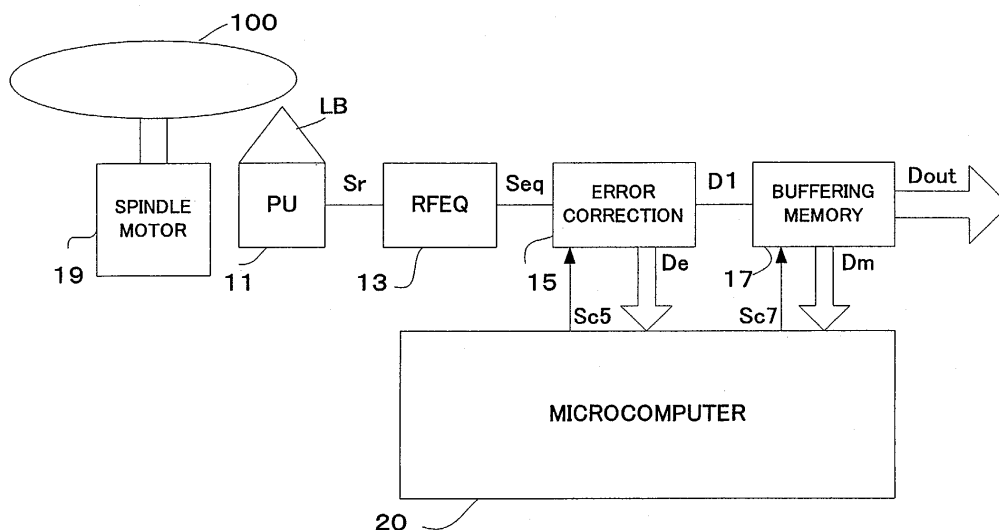 100
LB
SPINDLE
MOTOR
19
PU
11
Sr
RFEQ
13
Seq
ERROR
CORRECTION
15
D1
BUFFERING
MEMORY
17
Dout
Sc5
De
Sc7
Dm
MICROCOMPUTER
20